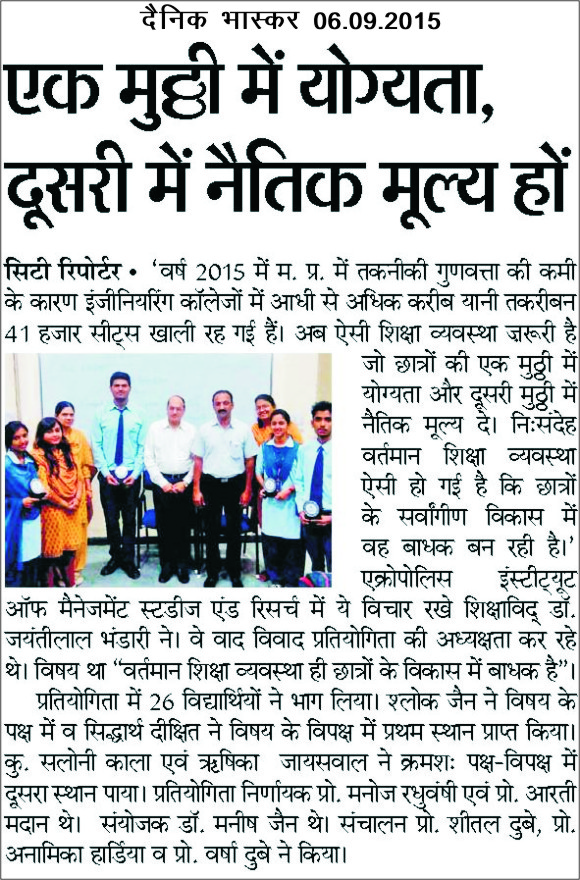 दैनिक भास्कर 06.09.2015
एक मुठ्ठी में योग्यता,
दूसरी में नैतिक मूल्य हों
सिटी रिपोर्टर • 'वर्ष 2015 में म. प्र. में तकनीकी गुणवत्ता की कमी
के कारण इंजीनियरिंग कॉलेजों में आधी से अधिक करीब यानी तकरीबन
41 हजार सीट्स खाली रह गई हैं। अब ऐसी शिक्षा व्यवस्था जरूरी है
जो छात्रों की एक मुठ्ठी में
योग्यता और दूसरी मुठ्ठी में
नैतिक मूल्य दे। नि:संदेह
वर्तमान शिक्षा व्यवस्था
ऐसी हो गई है कि छात्रों
के सर्वांगीण विकास में
वह बाधक बन रही है।'
एक्रोपोलिस इंस्टीट्यूट
ऑफ मैनेजमेंट स्टडीज एंड रिसर्च में ये विचार रखे शिक्षाविद् डॉ.
जयंतीलाल भंडारी ने। वे वाद विवाद प्रतियोगिता की अध्यक्षता कर रहे
थे। विषय था "वर्तमान शिक्षा व्यवस्था ही छात्रों के विकास में बाधक है"।
प्रतियोगिता में 26 विद्यार्थियों ने भाग लिया। श्लोक जैन ने विषय के
पक्ष में व सिद्धार्थ दीक्षित ने विषय के विपक्ष में प्रथम स्थान प्राप्त किया।
कु. सलोनी काला एवं ऋषिका जायसवाल ने क्रमशः पक्ष-विपक्ष में
दूसरा स्थान पाया। प्रतियोगिता निर्णायक प्रो. मनोज रधुवंषी एवं प्रो. आरती
मदान थे। संयोजक डॉ. मनीष जैन थे। संचालन प्रो. शीतल दुबे, प्रो.
अनामिका हार्डिया व प्रो. वर्षा दुबे ने किया।